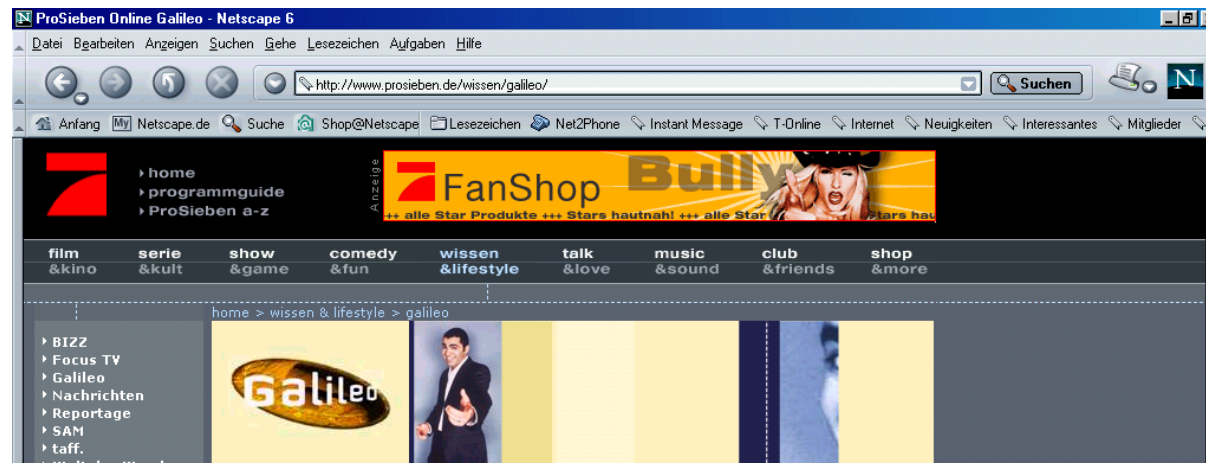 ProSieben Online Galileo - Netscape 6
Datei Bearbeiten Anzeigen Suchen Gehe Lesezeichen Aufgaben Hilfe
http://www.prosieben.de/wissen/galileo/ Suchen N
Anfang My Netscape.de Suche Shop@Netscape Lesezeichen Net2Phone Instant Message T-Online Internet Neuigkeiten Interessantes Mitglieder
home
programmguide
ProSieben a-z
Anzeige
FanShop Bully
+++ alle Star Produkte +++ Stars hautnah! +++ alle Star Stars hau
film serie show comedy wissen talk music club shop
&kino &kult &game &fun &lifestyle &love &sound &friends &more
home > wissen & lifestyle > galileo
BIZZ
Focus TV
Galileo
Nachrichten
Reportage
SAM
taff.
Galileo